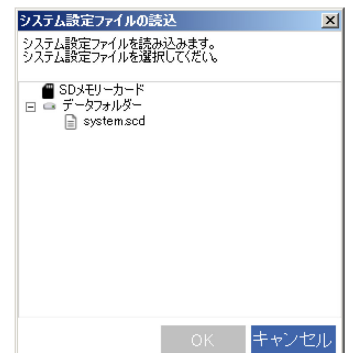 システム設定ファイルの読込
システム設定ファイルを読み込みます。
システム設定ファイルを選択してください。
SDメモリーカード
データフォルダー
system.scd
OK
キャンセル